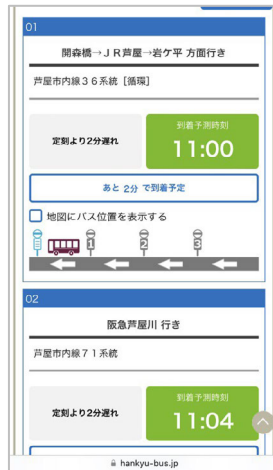 01
開森橋→ＪＲ芦屋→岩ケ平 方面行き
芦屋市内線３６系統［循環］
定刻より2分遅れ
到着予測時刻
11:00
あと 2分 で到着予定
地図にバス位置を表示する
1 2 3
02
阪急芦屋川 行き
芦屋市内線７１系統
定刻より2分遅れ
到着予測時刻
11:04
hankyu-bus.jp